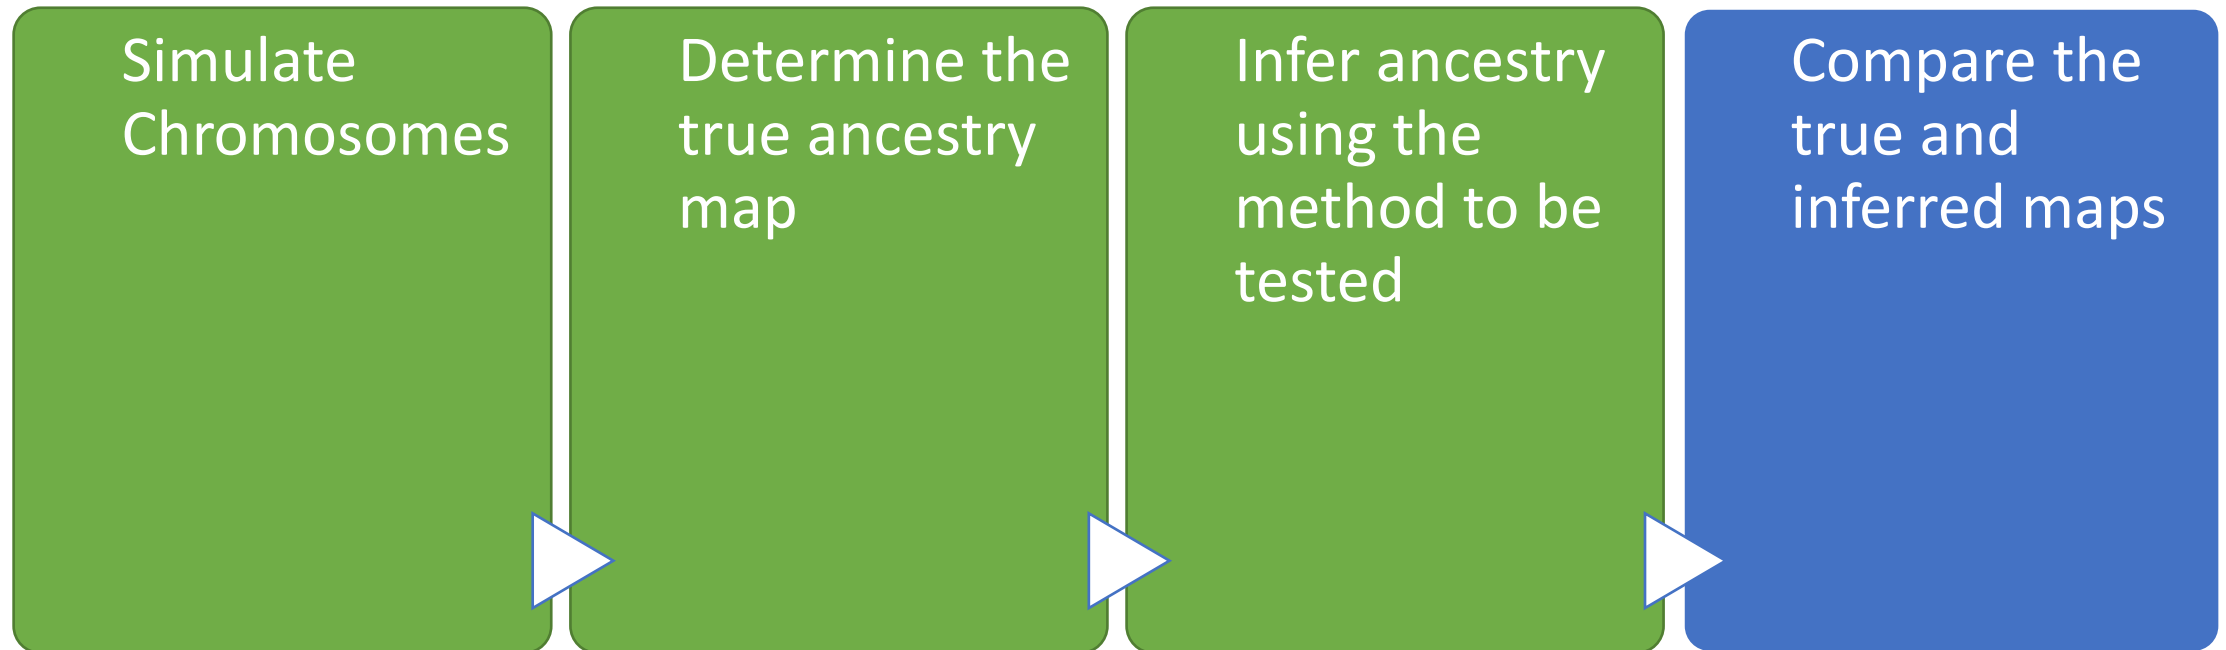 Simulate
Chromosomes
Determine the
true ancestry
map
Infer ancestry
using the
method to be
tested
Compare the
true and
inferred maps